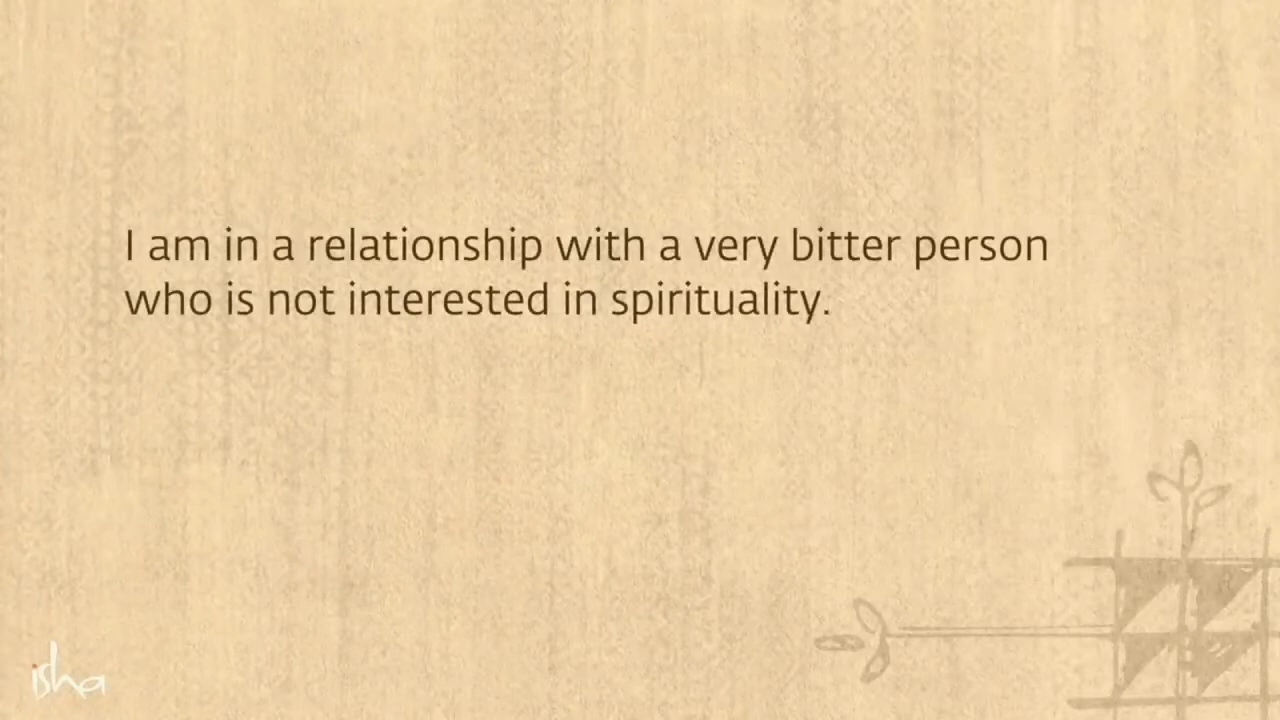 I am in a relationship with a very bitter person
who is not interested in spirituality.
isha